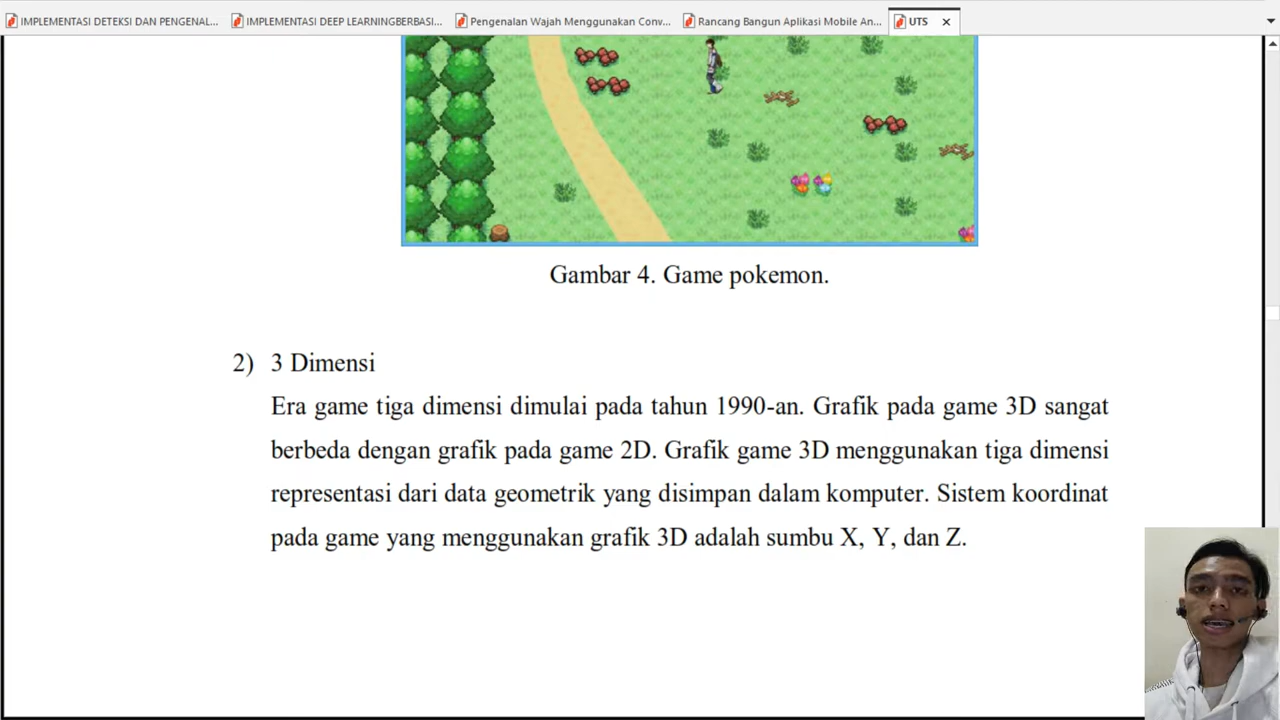 IMPLEMENTASI DETEKSI DAN PENGENAL...
IMPLEMENTASI DEEP LEARNINGBERBASI...
Pengenalan Wajah Menggunakan Conv...
Rancang Bangun Aplikasi Mobile An...
UTS
Gambar 4. Game pokemon.
2) 3 Dimensi
Era game tiga dimensi dimulai pada tahun 1990-an. Grafik pada game 3D sangat
berbeda dengan grafik pada game 2D. Grafik game 3D menggunakan tiga dimensi
representasi dari data geometrik yang disimpan dalam komputer. Sistem koordinat
pada game yang menggunakan grafik 3D adalah sumbu X, Y, dan Z.